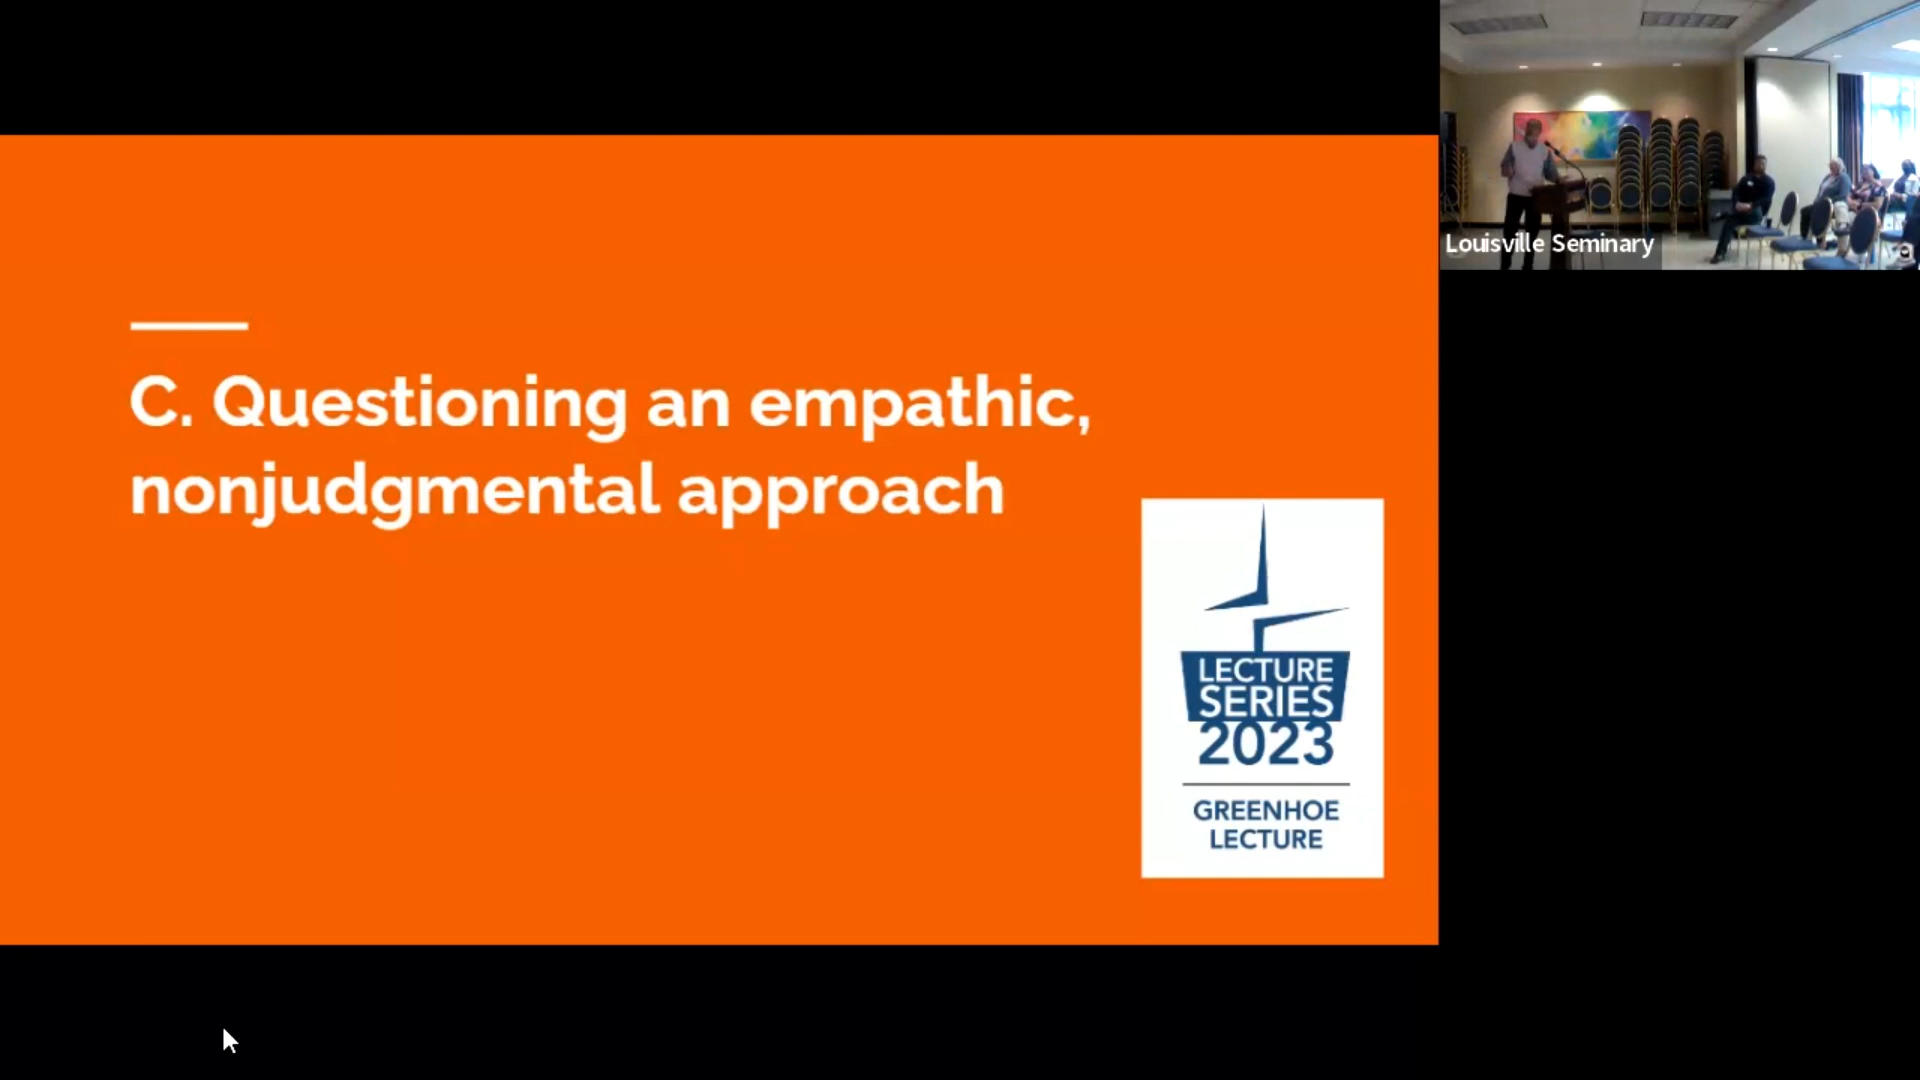 C. Questioning an empathic,
nonjudgmental approach
LECTURE
SERIES
2023
GREENHOE
LECTURE
Louisville Seminary